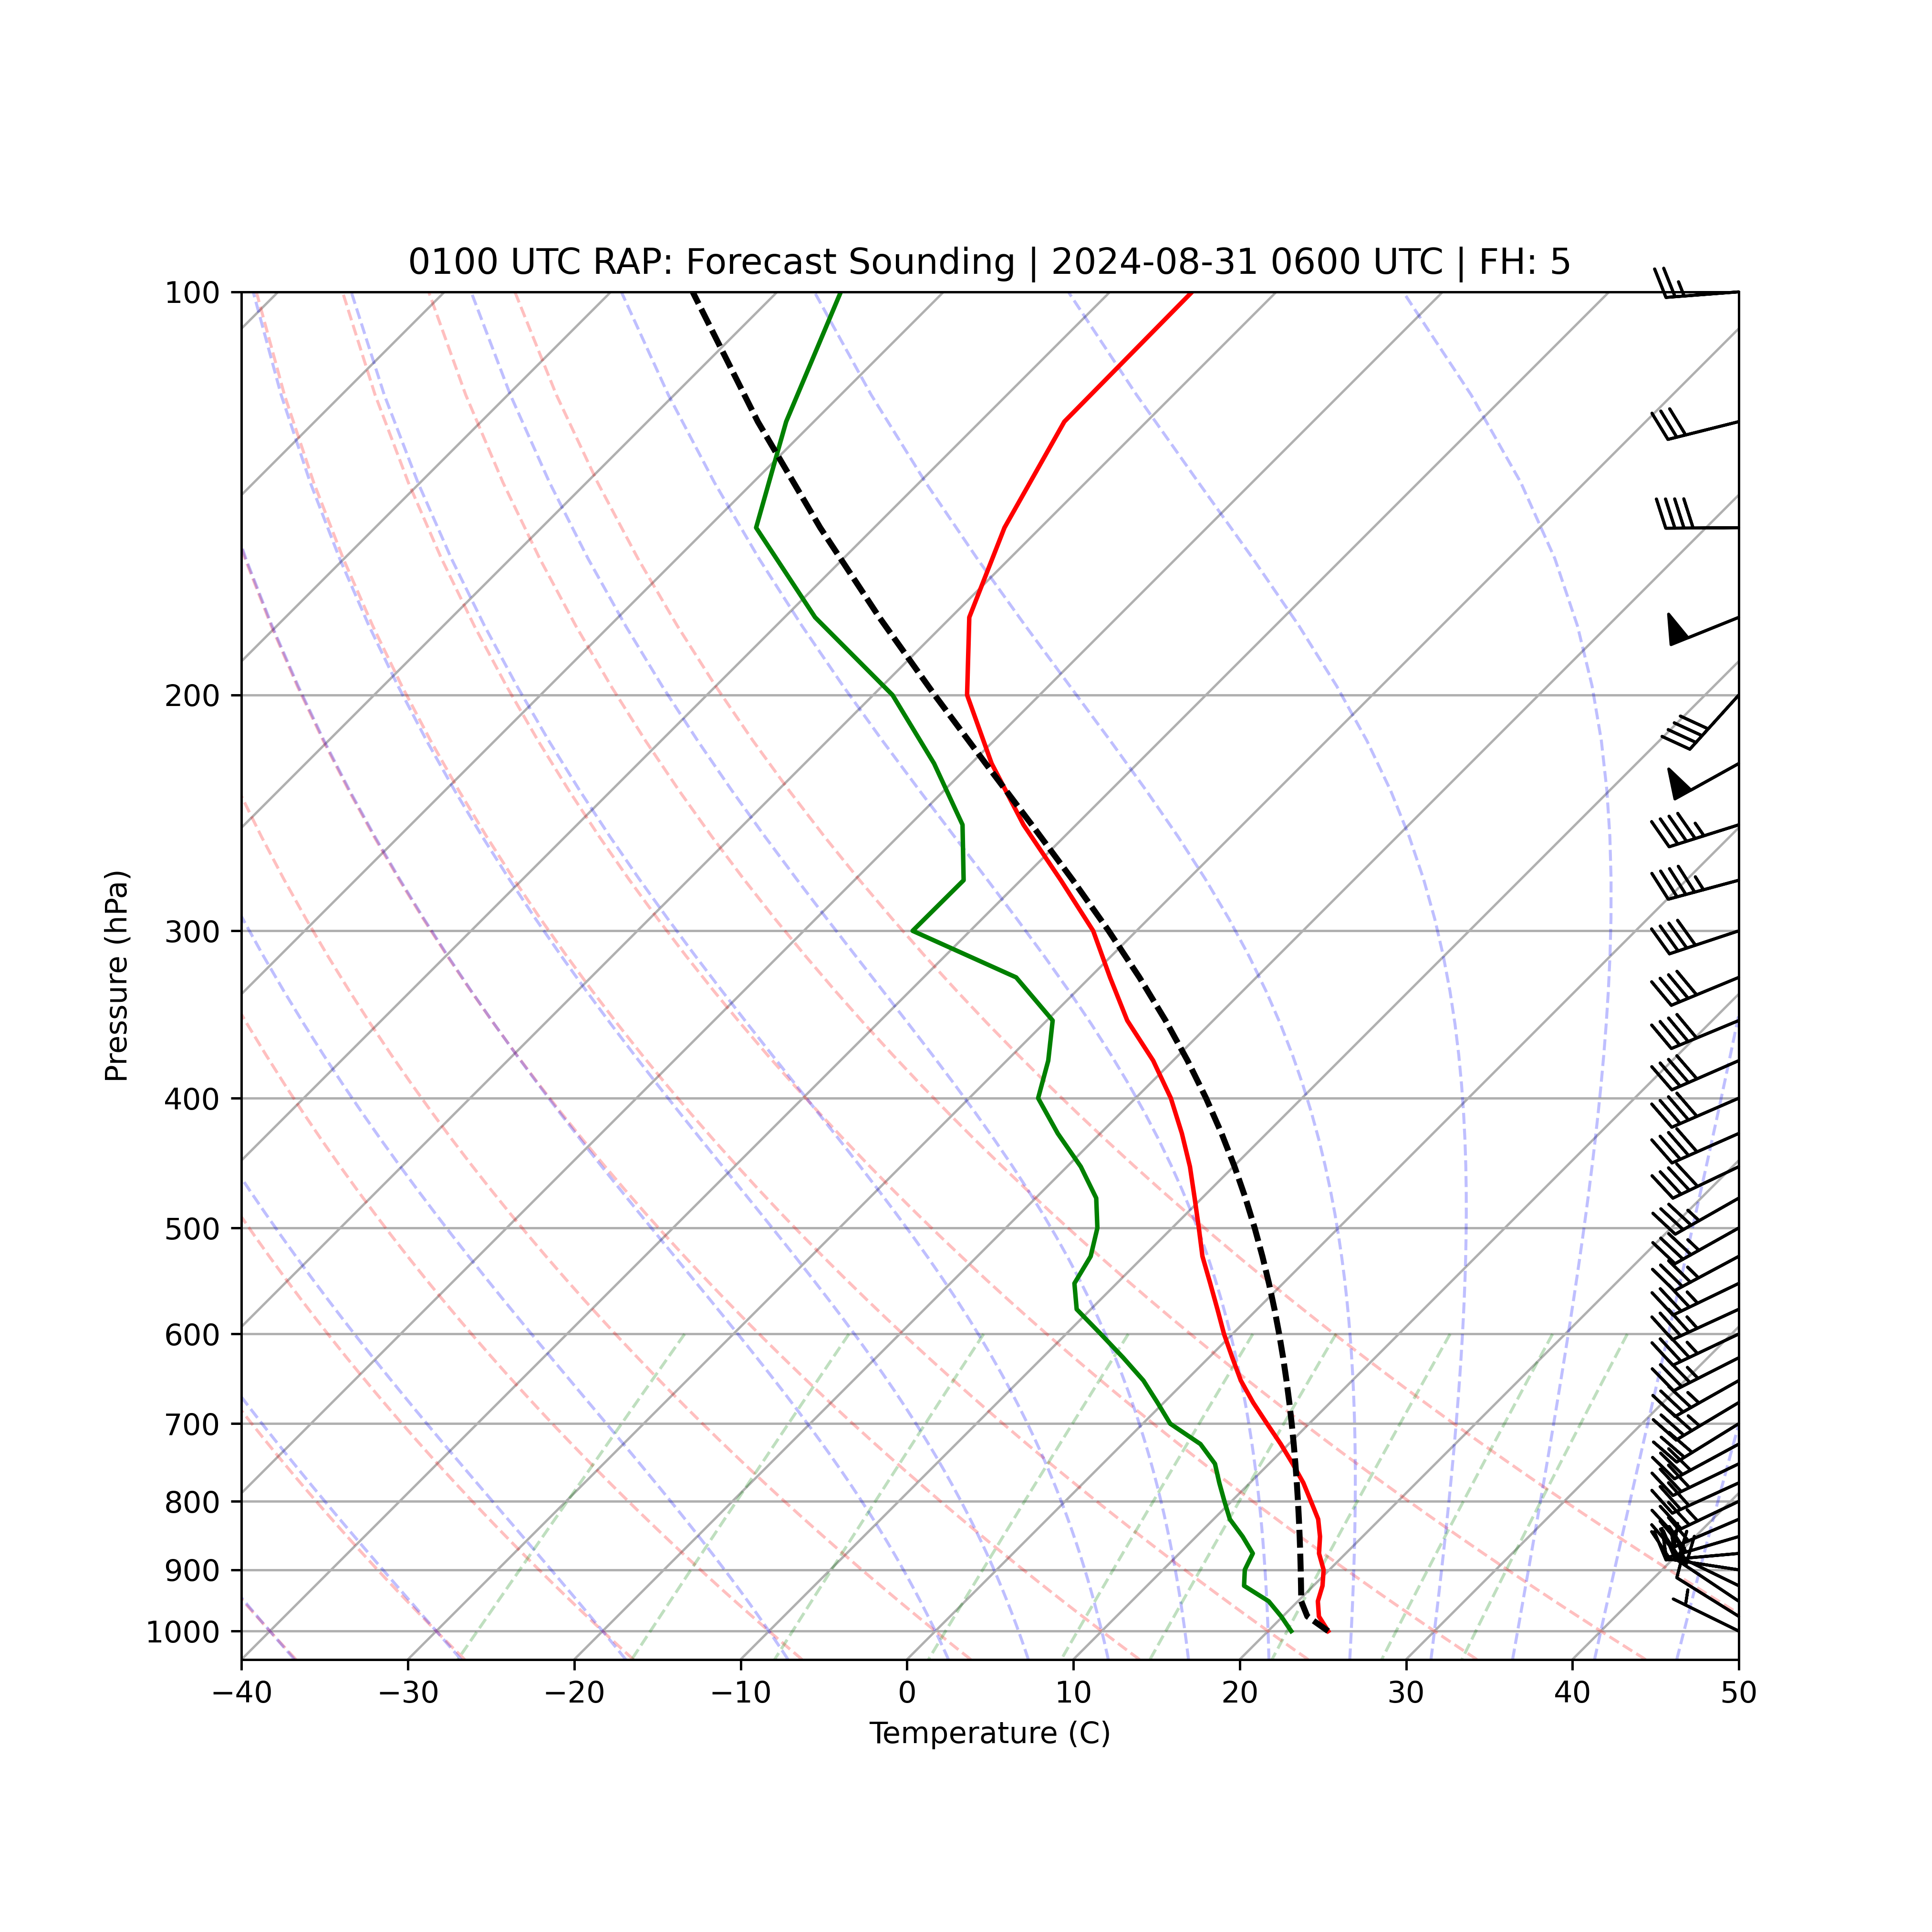 0100 UTC RAP: Forecast Sounding | 2024-08-31 0600 UTC | FH: 5
100
200
300
400
500
600
700
800
900
1000
Pressure (hPa)
−40 −30 −20 −10 0 10 20 30 40 50
Temperature (C)